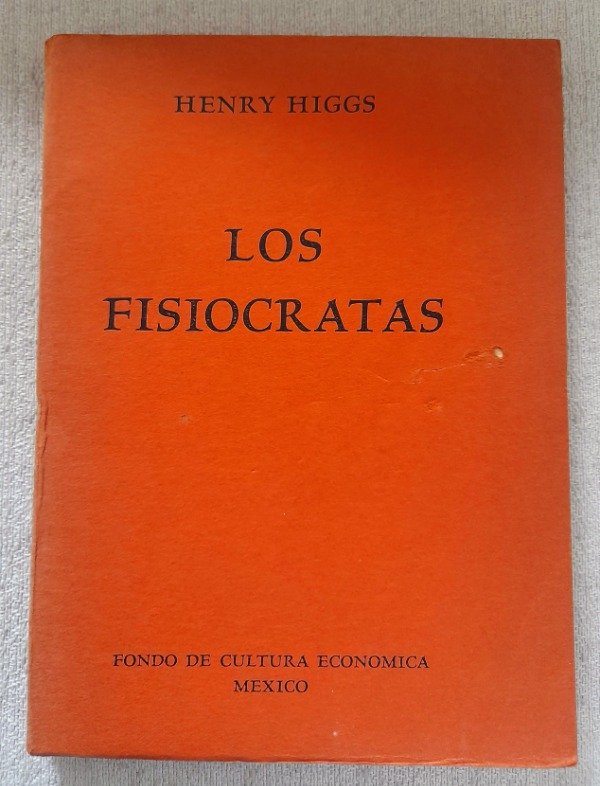 HENRY HIGGS
LOS
FISIOCRATAS
FONDO DE CULTURA ECONOMICA
MEXICO